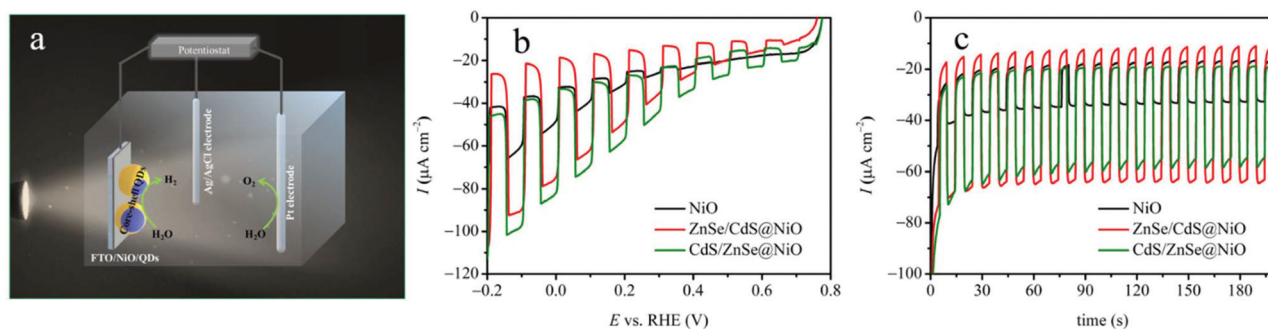 a
Potentiostat
Ag/AgCl electrode
Pt electrode
Core-shell QDs
H₂
H₂O
O₂
H₂O
FTO/NiO/QDs
b
I (μA cm⁻²)
0
−20
−40
−60
−80
−100
−120
NiO
ZnSe/CdS@NiO
CdS/ZnSe@NiO
−0.2 0.0 0.2 0.4 0.6 0.8
E vs. RHE (V)
c
I (μA cm⁻²)
0
−20
−40
−60
−80
−100
NiO
ZnSe/CdS@NiO
CdS/ZnSe@NiO
0 30 60 90 120 150 180
time (s)